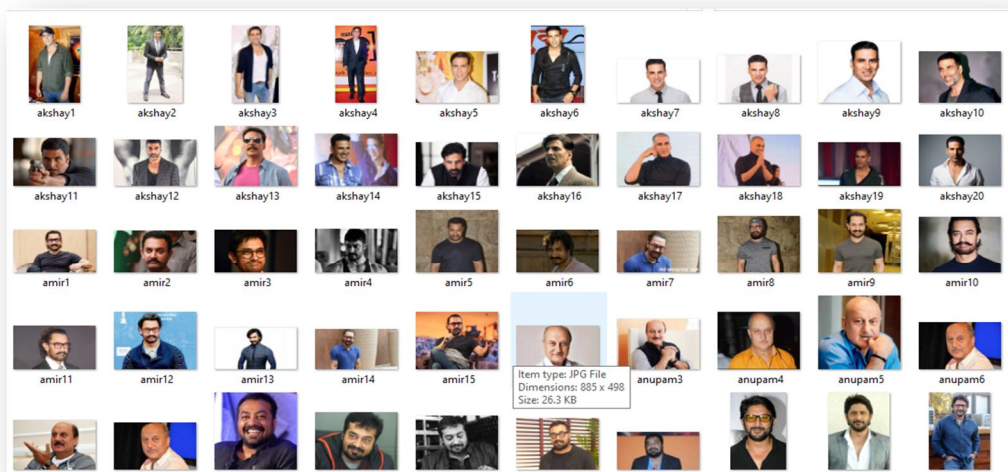 akshay1 akshay2 akshay3 akshay4 akshay5 akshay6 akshay7 akshay8 akshay9 akshay10
akshay11 akshay12 akshay13 akshay14 akshay15 akshay16 akshay17 akshay18 akshay19 akshay20
amir1 amir2 amir3 amir4 amir5 amir6 amir7 amir8 amir9 amir10
amir11 amir12 amir13 amir14 amir15 anupam3 anupam4 anupam5 anupam6
Item type: JPG File
Dimensions: 885 x 498
Size: 26.3 KB